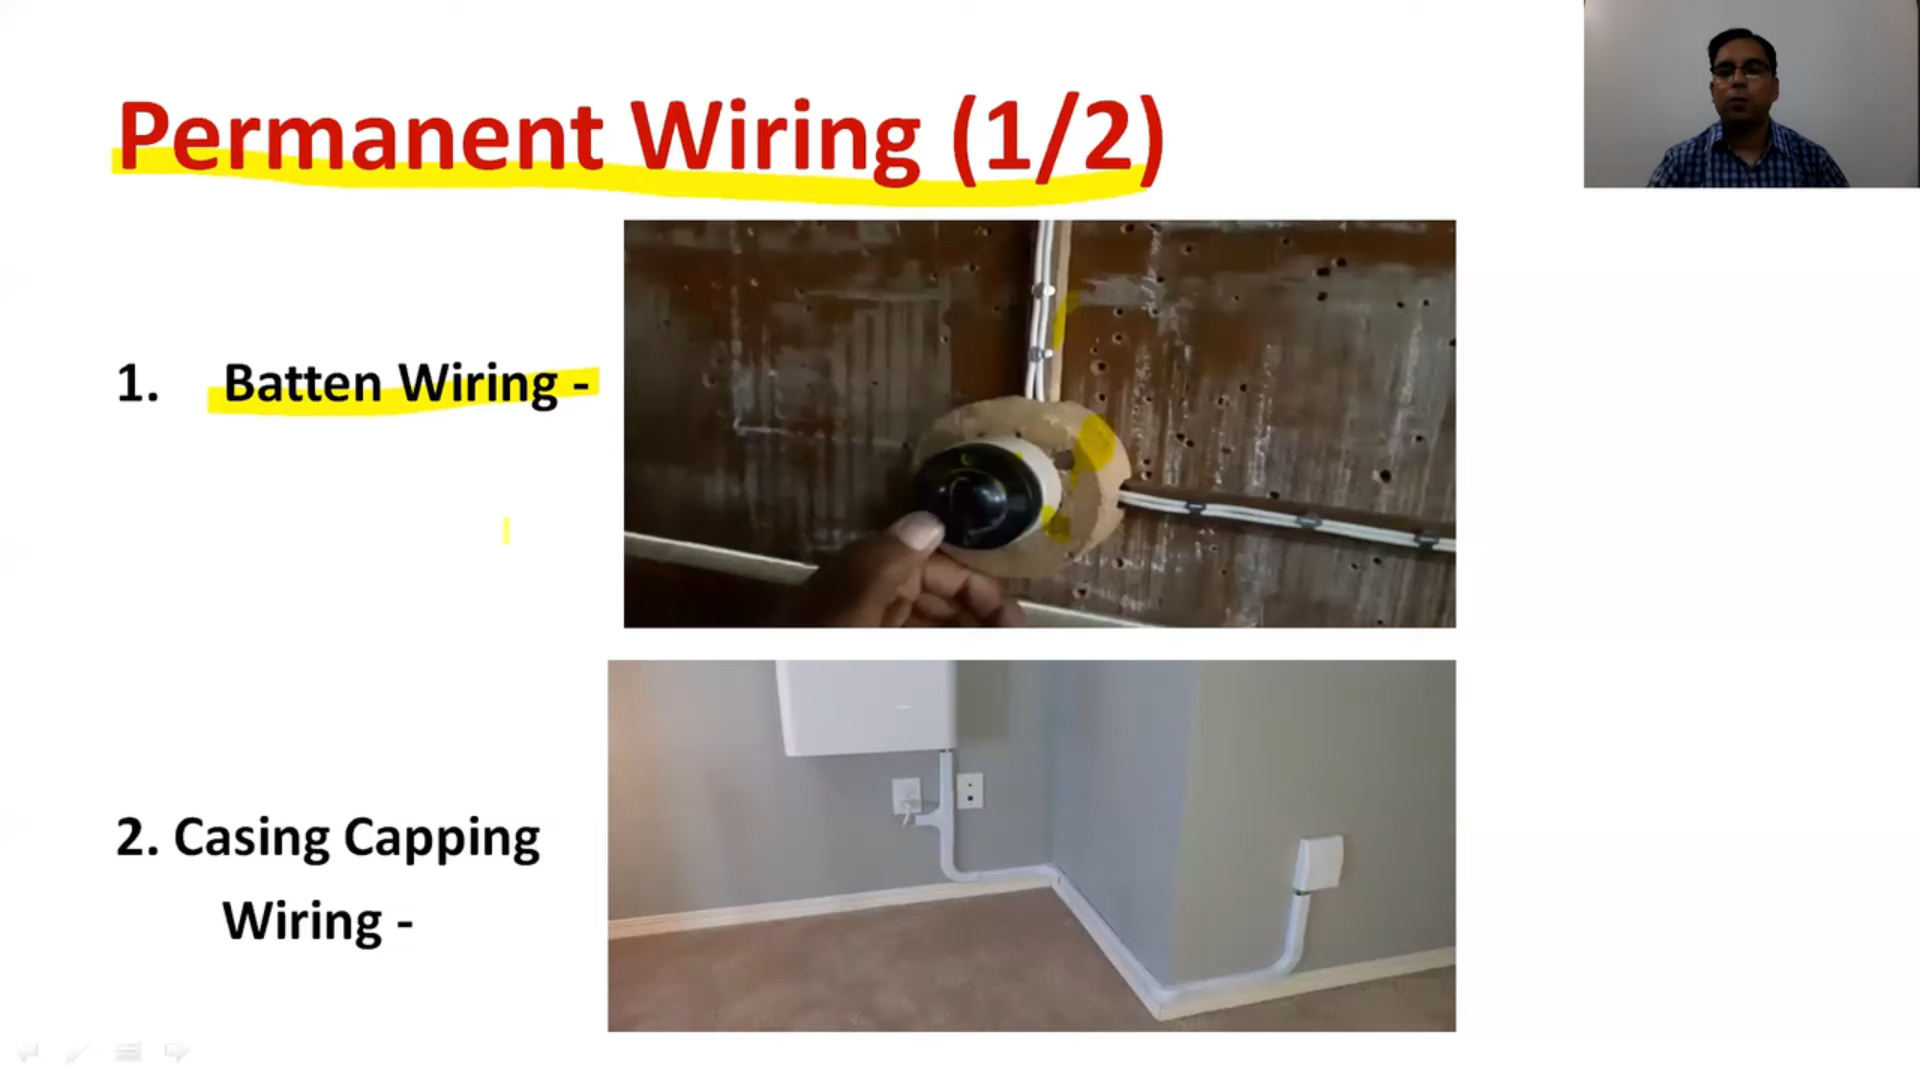 Permanent Wiring (1/2)
1. Batten Wiring -
2. Casing Capping
Wiring -